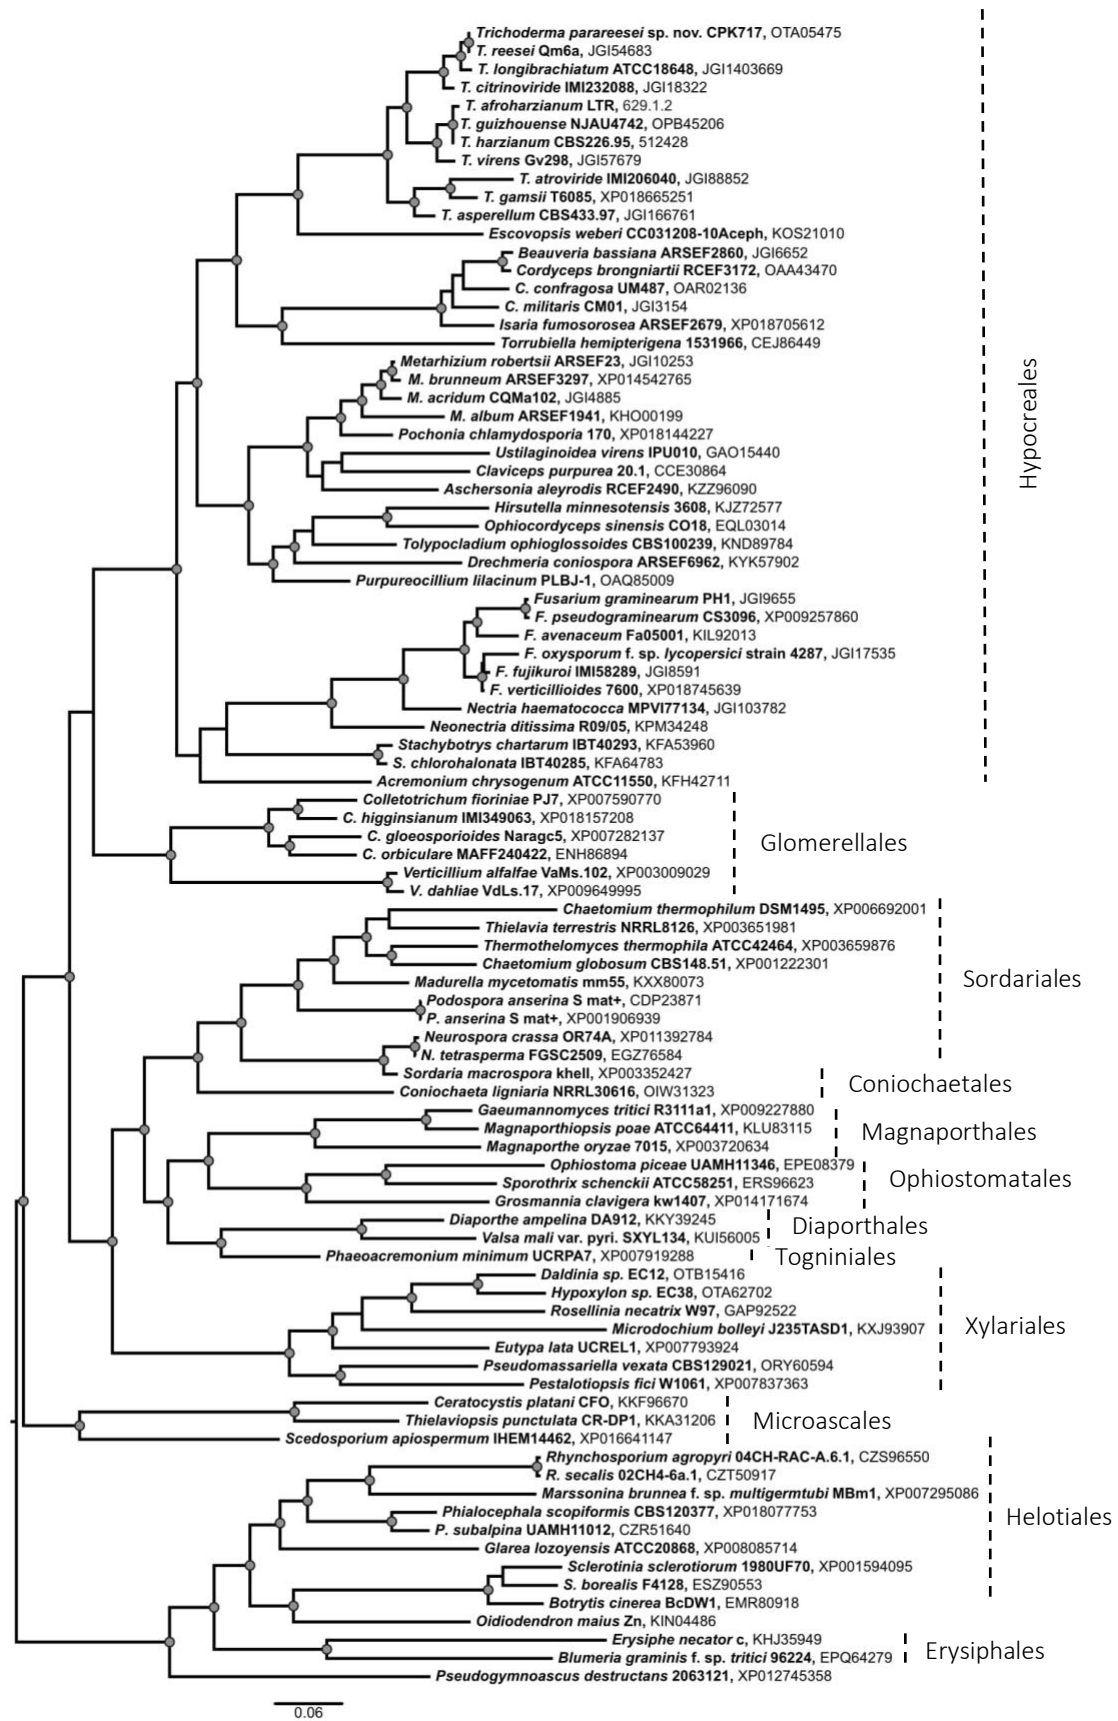 Trichoderma parareesei sp. nov. CPK717, OTA05475
T. reesei Qm6a, JGI54683
T. longibrachiatum ATCC18648, JGI1403669
T. citrinoviride IMI232088, JGI18322
T. afroharzianum LTR, 629.1.2
T. guizhouense NJAU4742, OPB45206
T. harzianum CBS226.95, 512428
T. virens Gv298, JGI57679
T. atroviride IMI206040, JGI88852
T. gamsii T6085, XP018665251
T. asperellum CBS433.97, JGI166761
Escovopsis weberi CC031208-10Aceph, KOS21010
Beauveria bassiana ARSEF2860, JGI6652
Cordyceps brongniartii RCEF3172, OAA43470
C. confragosa UM487, OAR02136
C. militaris CM01, JGI3154
Isaria fumosorosea ARSEF2679, XP018705612
Torrubiella hemipterigena 1531966, CEJ86449
Metarhizium robertsii ARSEF23, JGI10253
M. brunneum ARSEF3297, XP014542765
M. acridum CQMa102, JGI4885
M. album ARSEF1941, KHO00199
Pochonia chlamydosporia 170, XP018144227
Ustilaginoidea virens IPU010, GAO15440
Claviceps purpurea 20.1, CCE30864
Aschersonia aleyrodis RCEF2490, KZZ96090
Hirsutella minnesotensis 3608, KJZ72577
Ophiocordyceps sinensis CO18, EQL03014
Tolypocladium ophioglossoides CBS100239, KND89784
Drechmeria coniospora ARSEF6962, KYK57902
Purpureocillium lilacinum PLBJ-1, OAQ85009
Fusarium graminearum PH1, JGI9655
F. pseudograminearum CS3096, XP009257860
F. avenaceum Fa05001, KIL92013
F. oxysporum f. sp. lycopersici strain 4287, JGI17535
F. fujikuroi IMI58289, JGI8591
F. verticillioides 7600, XP018745639
Nectria haematococca MPVI77134, JGI103782
Neonectria ditissima R09/05, KPM34248
Stachybotrys chartarum IBT40293, KFA53960
S. chlorohalonata IBT40285, KFA64783
Acremonium chrysogenum ATCC11550, KFH42711
Hypocreales
Colletotrichum fioriniae PJ7, XP007590770
C. higginsianum IMI349063, XP018157208
C. gloeosporioides Naragc5, XP007282137
C. orbiculare MAFF240422, ENH86894
Verticillium alfalfae VaMs.102, XP003009029
V. dahliae VdLs.17, XP009649995
Glomerellales
Chaetomium thermophilum DSM1495, XP006692001
Thielavia terrestris NRRL8126, XP003651981
Thermothelomyces thermophila ATCC42464, XP003659876
Chaetomium globosum CBS148.51, XP001222301
Madurella mycetomatis mm55, KXX80073
Podospora anserina S mat+, CDP23871
P. anserina S mat+, XP001906939
Neurospora crassa OR74A, XP011392784
N. tetrasperma FGSC2509, EGZ76584
Sordaria macrospora khell, XP003352427
Sordariales
Coniochaeta ligniaria NRRL30616, OIW31323
Coniochaetales
Gaeumannomyces tritici R3111a1, XP009227880
Magnaporthiopsis poae ATCC64411, KLU83115
Magnaporthe oryzae 7015, XP003720634
Magnaporthales
Ophiostoma piceae UAMH11346, EPE08379
Sporothrix schenckii ATCC58251, ERS96623
Grosmannia clavigera kw1407, XP014171674
Ophiostomatales
Diaporthe ampelina DA912, KKY39245
Valsa mali var. pyri. SXYL134, KUI56005
Diaporthales
Phaeoacremonium minimum UCRPA7, XP007919288
Togniniales
Daldinia sp. EC12, OTB15416
Hypoxylon sp. EC38, OTA62702
Rosellinia necatrix W97, GAP92522
Microdochium bolleyi J235TASD1, KXJ93907
Eutypa lata UCREL1, XP007793924
Pseudomassariella vexata CBS129021, ORY60594
Pestalotiopsis fici W1061, XP007837363
Xylariales
Ceratocystis platani CFO, KKF96670
Thielaviopsis punctulata CR-DP1, KKA31206
Scedosporium apiospermum IHEM14462, XP016641147
Microascales
Rhynchosporium agropyri 04CH-RAC-A.6.1, CZS96550
R. secalis 02CH4-6a.1, CZT50917
Marssonina brunnea f. sp. multigermtubi MBm1, XP007295086
Phialocephala scopiformis CBS120377, XP018077753
P. subalpina UAMH11012, CZR51640
Glarea lozoyensis ATCC20868, XP008085714
Sclerotinia sclerotiorum 1980UF70, XP001594095
S. borealis F4128, ESZ90553
Botrytis cinerea BcDW1, EMR80918
Helotiales
Oidiodendron maius Zn, KIN04486
Erysiphe necator c, KHJ35949
Blumeria graminis f. sp. tritici 96224, EPQ64279
Erysiphales
Pseudogymnoascus destructans 2063121, XP012745358
0.06